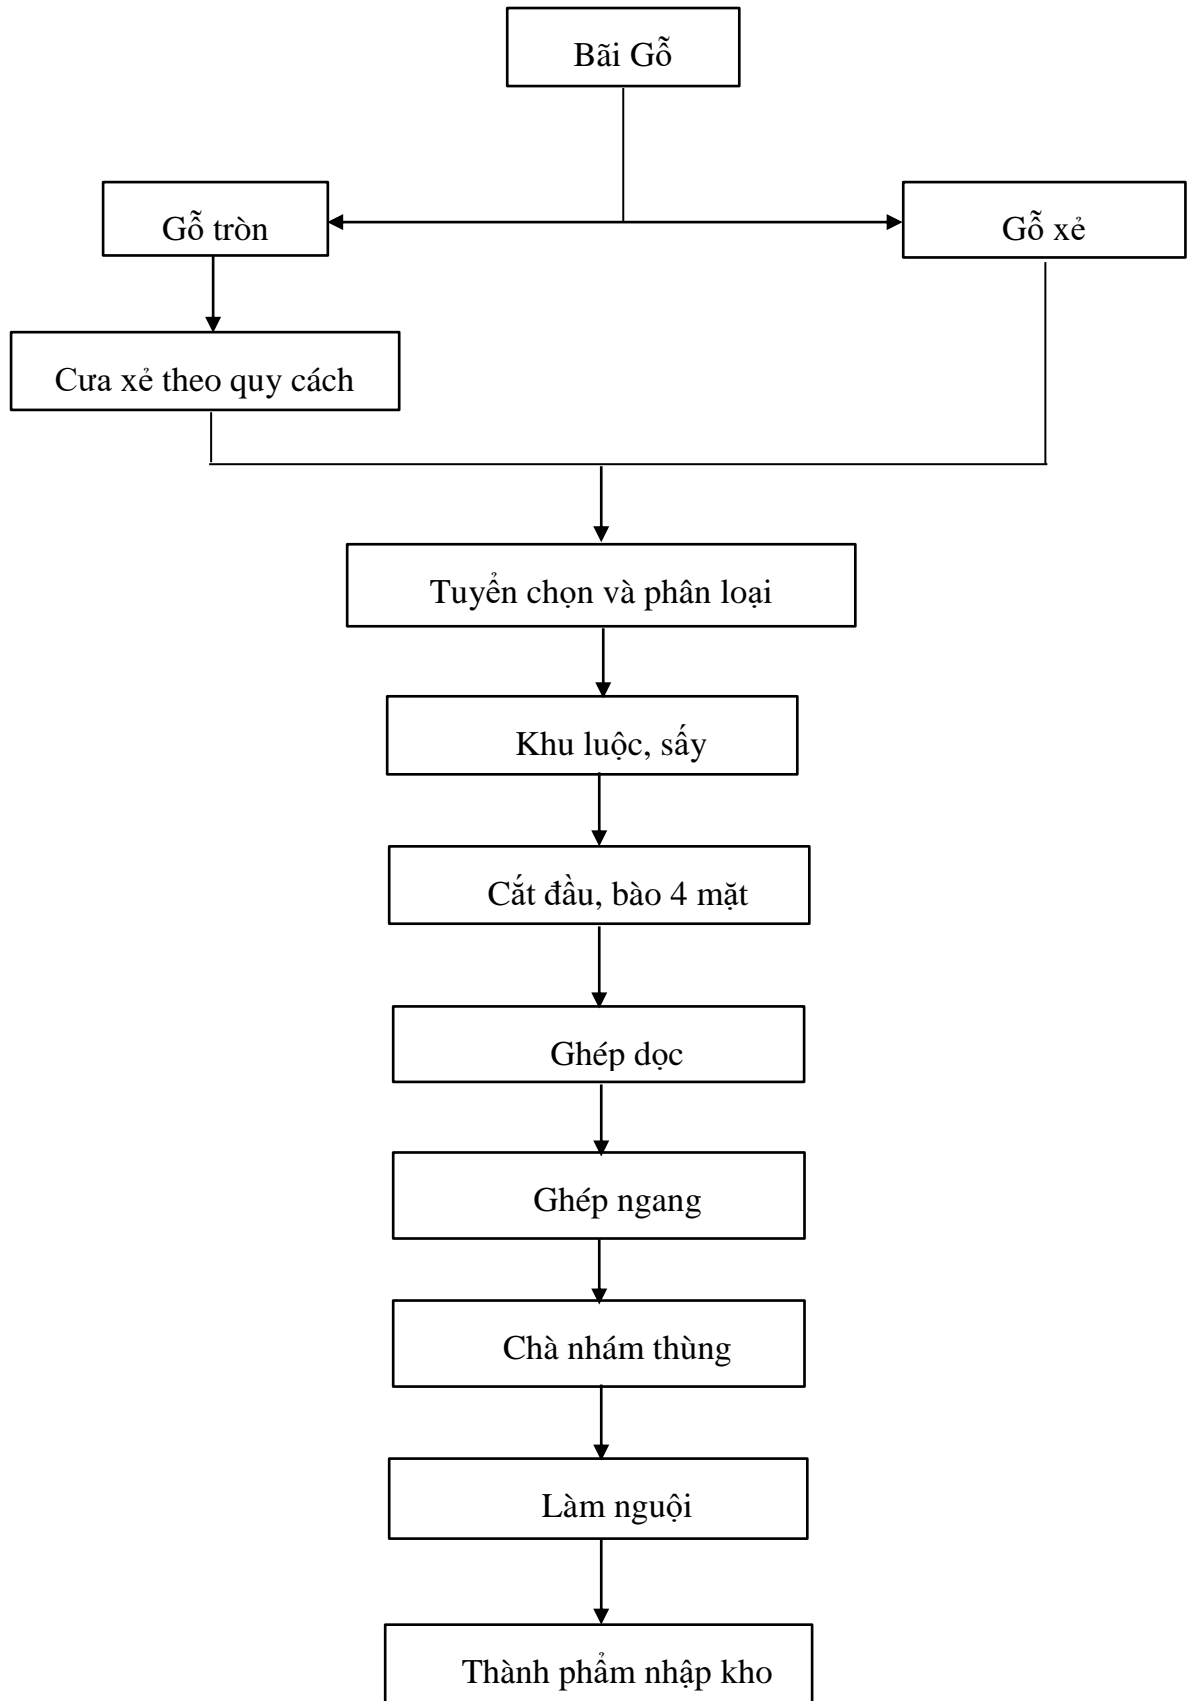 Bãi Gỗ
Gỗ tròn
Gỗ xẻ
Cưa xẻ theo quy cách
Tuyển chọn và phân loại
Khu luộc, sấy
Cắt đầu, bào 4 mặt
Ghép dọc
Ghép ngang
Chà nhám thùng
Làm nguội
Thành phẩm nhập kho